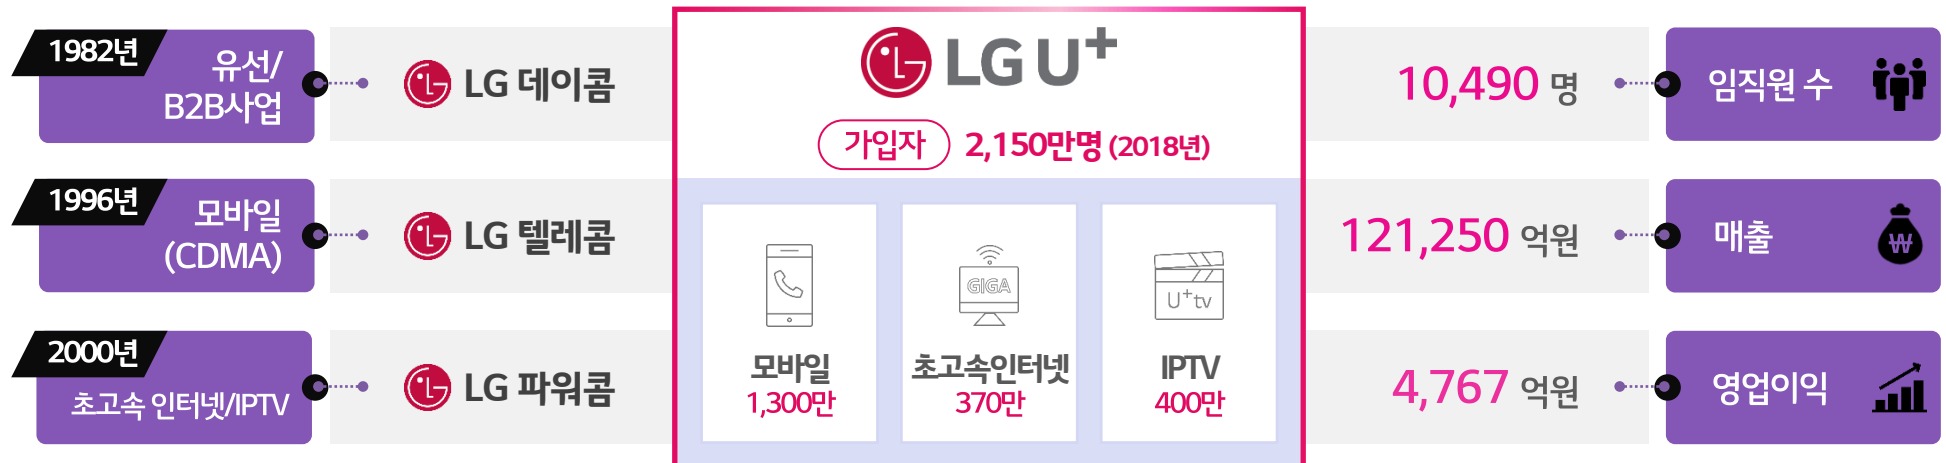 1982년
유선/
B2B사업
LG 데이콤
1996년
모바일
(CDMA)
LG 텔레콤
2000년
초고속 인터넷/IPTV
LG 파워콤
LG U+
가입자 2,150만명 (2018년)
GIGA
U+tv
모바일
1,300만
초고속인터넷
370만
IPTV
400만
10,490 명
임직원 수
121,250 억원
매출
₩
4,767 억원
영업이익